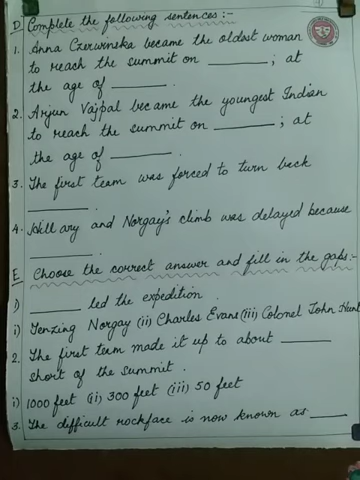 D. Complete the following sentences:-
1. Anna Czerwinska became the oldest woman
to reach the summit on ______; at
the age of ______.
2. Arjun Vajpal became the youngest Indian
to reach the summit on ______; at
the age of ______.
3. The first team was forced to turn back
______.
4. Hillary and Norgay's climb was delayed because
______.
E Choose the correct answer and fill in the gaps:-
1) ______ led the expedition.
i) Tenzing Norgay (ii) Charles Evans (iii) Colonel John Hunt
2. The first team made it up to about ______
short of the summit.
i) 1000 feet (ii) 300 feet (iii) 50 feet
3. The difficult rockface is now known as ______